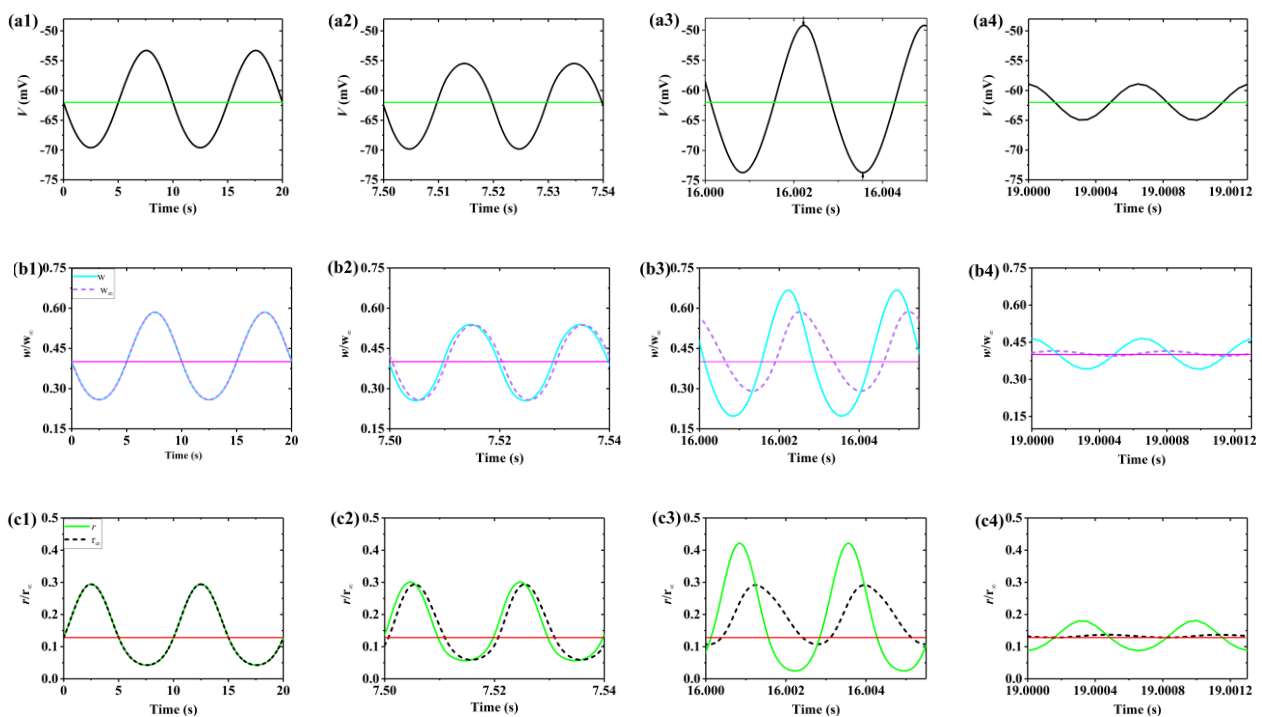 (a1)
-50
-55
-60
-65
-70
-75
V (mV)
0 5 10 15 20
Time (s)
(a2)
-50
-55
-60
-65
-70
-75
V (mV)
7.50 7.51 7.52 7.53 7.54
Time (s)
(a3)
-50
-55
-60
-65
-70
-75
V (mV)
16.000 16.002 16.004
Time (s)
(a4)
-50
-55
-60
-65
-70
-75
V (mV)
19.0000 19.0004 19.0008 19.0012
Time (s)
(b1)
0.75
0.60
0.45
0.30
0.15
w/w∞
w
w∞
0 5 10 15 20
Time (s)
(b2)
0.75
0.60
0.45
0.30
0.15
w/w∞
7.50 7.52 7.54
Time (s)
(b3)
0.75
0.60
0.45
0.30
0.15
w/w∞
16.000 16.002 16.004
Time (s)
(b4)
0.75
0.60
0.45
0.30
0.15
w/w∞
19.0000 19.0004 19.0008 19.0012
Time (s)
(c1)
0.5
0.4
0.3
0.2
0.1
0.0
r/r∞
r
r∞
0 5 10 15 20
Time (s)
(c2)
0.5
0.4
0.3
0.2
0.1
0.0
r/r∞
7.50 7.52 7.54
Time (s)
(c3)
0.5
0.4
0.3
0.2
0.1
0.0
r/r∞
16.000 16.002 16.004
Time (s)
(c4)
0.5
0.4
0.3
0.2
0.1
0.0
r/r∞
19.0000 19.0004 19.0008 19.0012
Time (s)